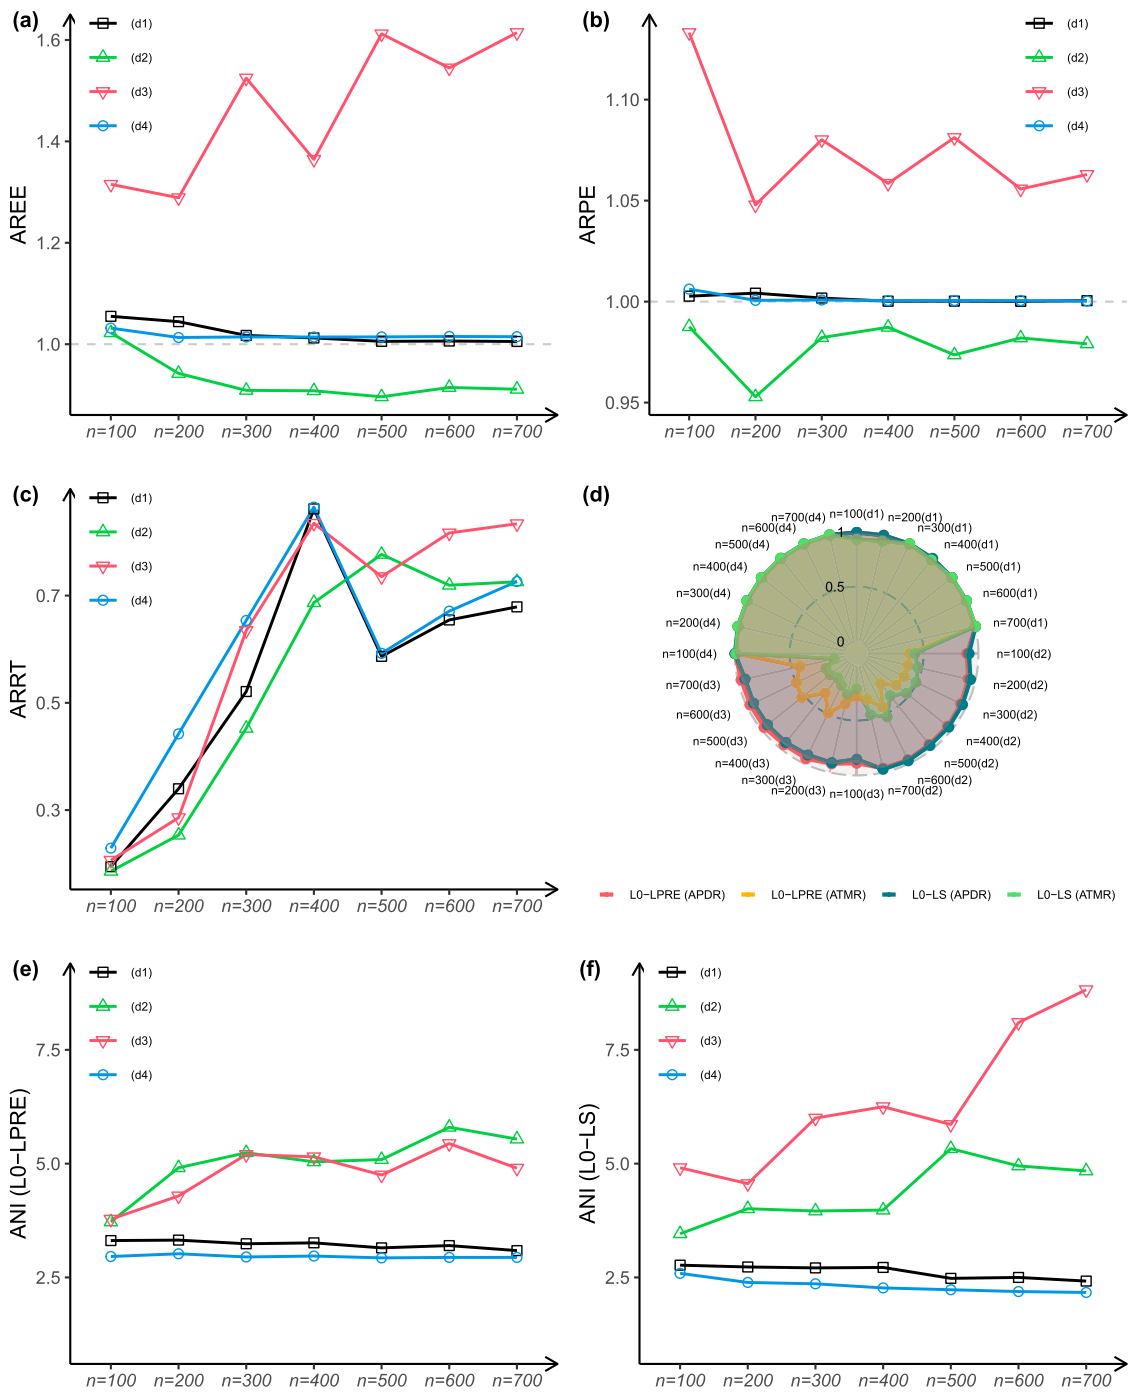 (a)
(d1)
(d2)
(d3)
(d4)
1.6
1.4
1.2
1.0
AREE
n=100 n=200 n=300 n=400 n=500 n=600 n=700
(b)
(d1)
(d2)
(d3)
(d4)
1.10
1.05
1.00
0.95
ARPE
n=100 n=200 n=300 n=400 n=500 n=600 n=700
(c)
(d1)
(d2)
(d3)
(d4)
0.7
0.5
0.3
ARRT
n=100 n=200 n=300 n=400 n=500 n=600 n=700
(d)
n=100(d1)
n=200(d1)
n=300(d1)
n=400(d1)
n=500(d1)
n=600(d1)
n=700(d1)
n=100(d2)
n=200(d2)
n=300(d2)
n=400(d2)
n=500(d2)
n=600(d2)
n=700(d2)
n=100(d3)
n=200(d3)
n=300(d3)
n=400(d3)
n=500(d3)
n=600(d3)
n=700(d3)
n=100(d4)
n=200(d4)
n=300(d4)
n=400(d4)
n=500(d4)
n=600(d4)
n=700(d4)
1
0.5
0
L0−LPRE (APDR) L0−LPRE (ATMR) L0−LS (APDR) L0−LS (ATMR)
(e)
(d1)
(d2)
(d3)
(d4)
7.5
5.0
2.5
ANI (L0−LPRE)
n=100 n=200 n=300 n=400 n=500 n=600 n=700
(f)
(d1)
(d2)
(d3)
(d4)
7.5
5.0
2.5
ANI (L0−LS)
n=100 n=200 n=300 n=400 n=500 n=600 n=700